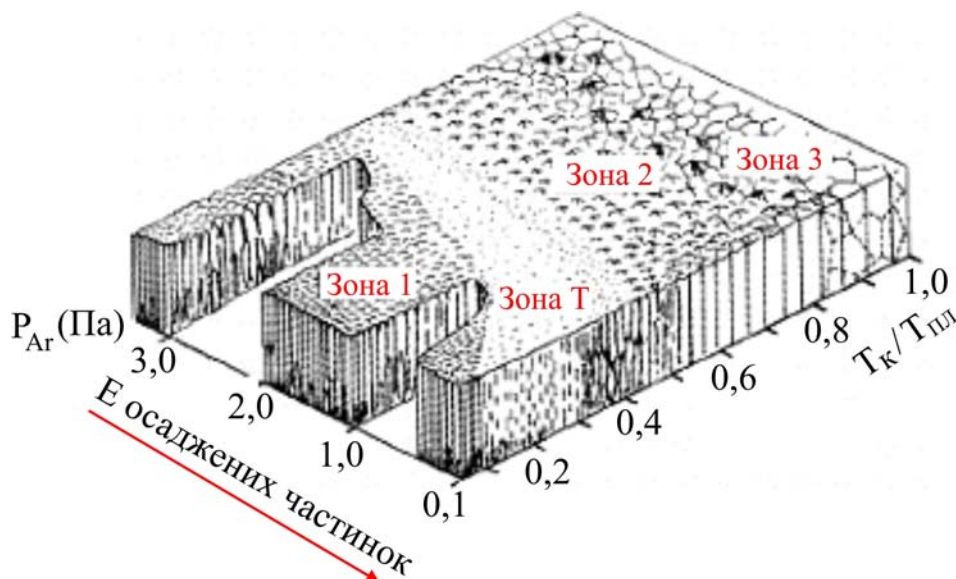 Зона 2
Зона 3
Зона 1
Зона Т
P_Ar (Па)
3,0
2,0
1,0
0,1
0,2
0,4
0,6
0,8
1,0
T_К / T_ПЛ
Е осаджених частинок